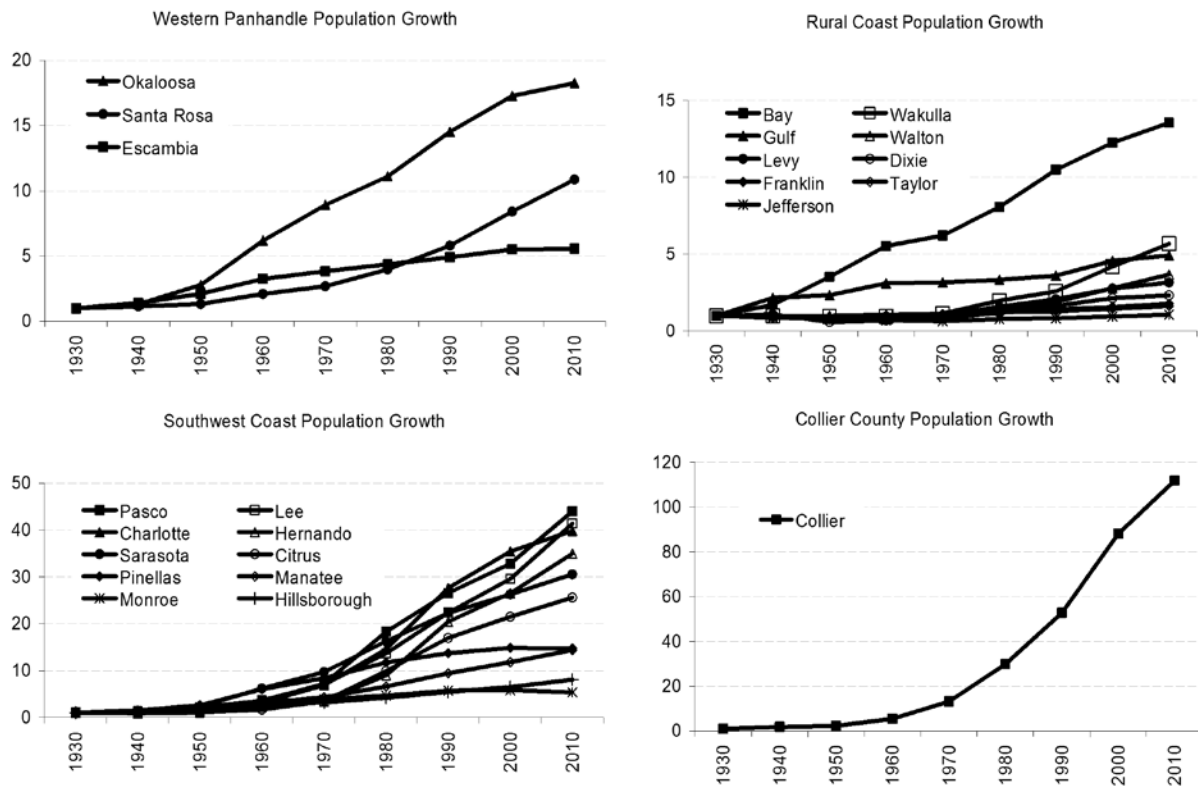 Western Panhandle Population Growth
20
15
10
5
0
Okaloosa
Santa Rosa
Escambia
1930 1940 1950 1960 1970 1980 1990 2000 2010
Rural Coast Population Growth
15
10
5
0
Bay Wakulla
Gulf Walton
Levy Dixie
Franklin Taylor
Jefferson
1930 1940 1950 1960 1970 1980 1990 2000 2010
Southwest Coast Population Growth
50
40
30
20
10
0
Pasco Lee
Charlotte Hernando
Sarasota Citrus
Pinellas Manatee
Monroe Hillsborough
1930 1940 1950 1960 1970 1980 1990 2000 2010
Collier County Population Growth
120
100
80
60
40
20
0
Collier
1930 1940 1950 1960 1970 1980 1990 2000 2010